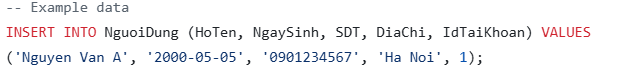 -- Example data
INSERT INTO NguoiDung (HoTen, NgaySinh, SDT, DiaChi, IdTaiKhoan) VALUES
('Nguyen Van A', '2000-05-05', '0901234567', 'Ha Noi', 1);